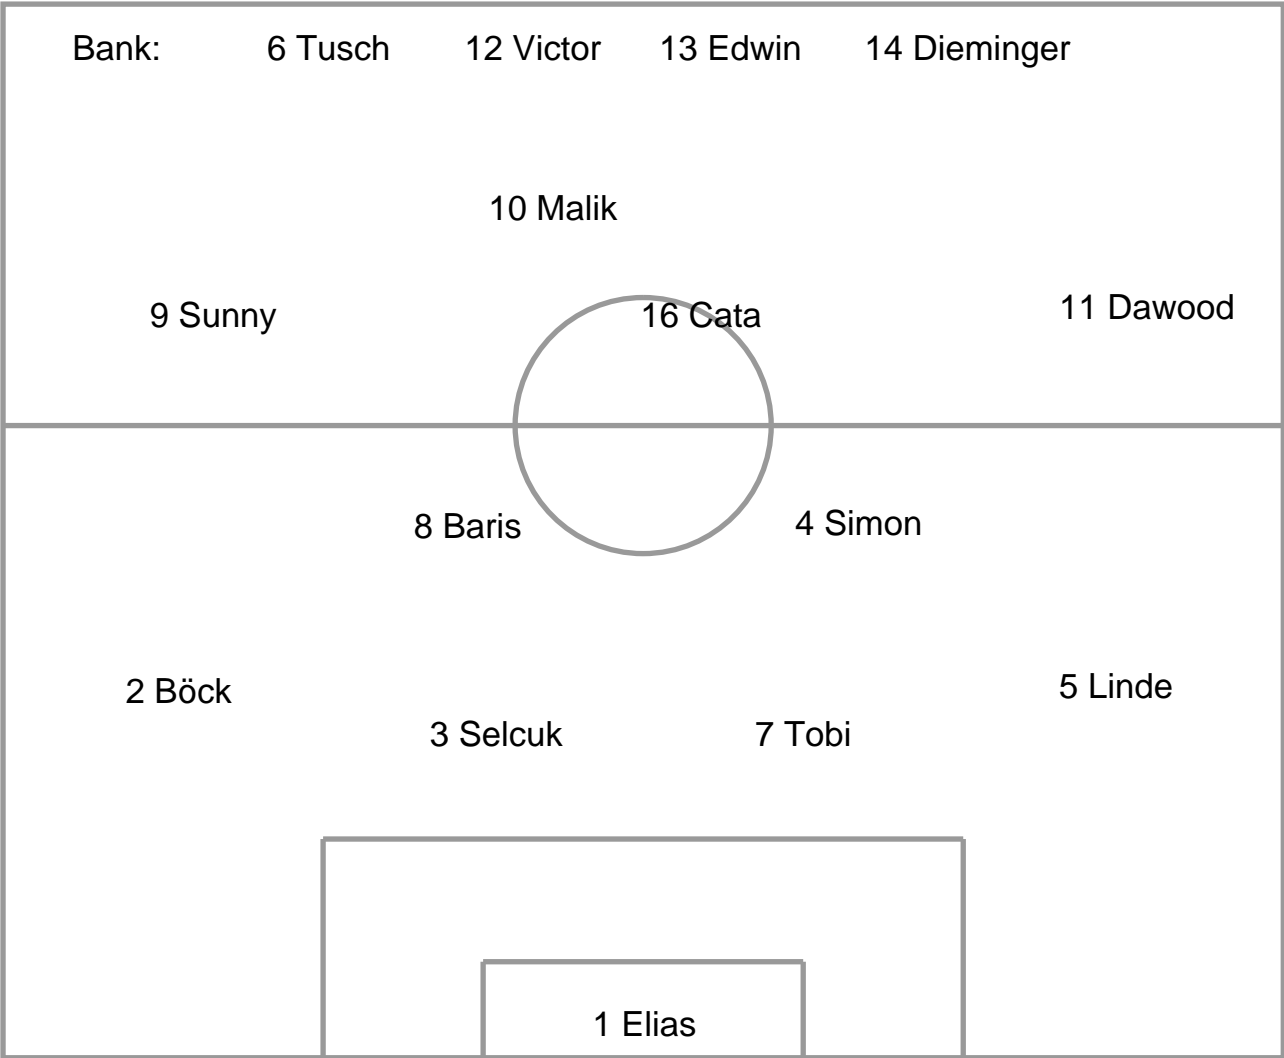 Bank: 6 Tusch 12 Victor 13 Edwin 14 Dieminger
10 Malik
9 Sunny 16 Cata 11 Dawood
8 Baris 4 Simon
2 Böck 5 Linde
3 Selcuk 7 Tobi
1 Elias